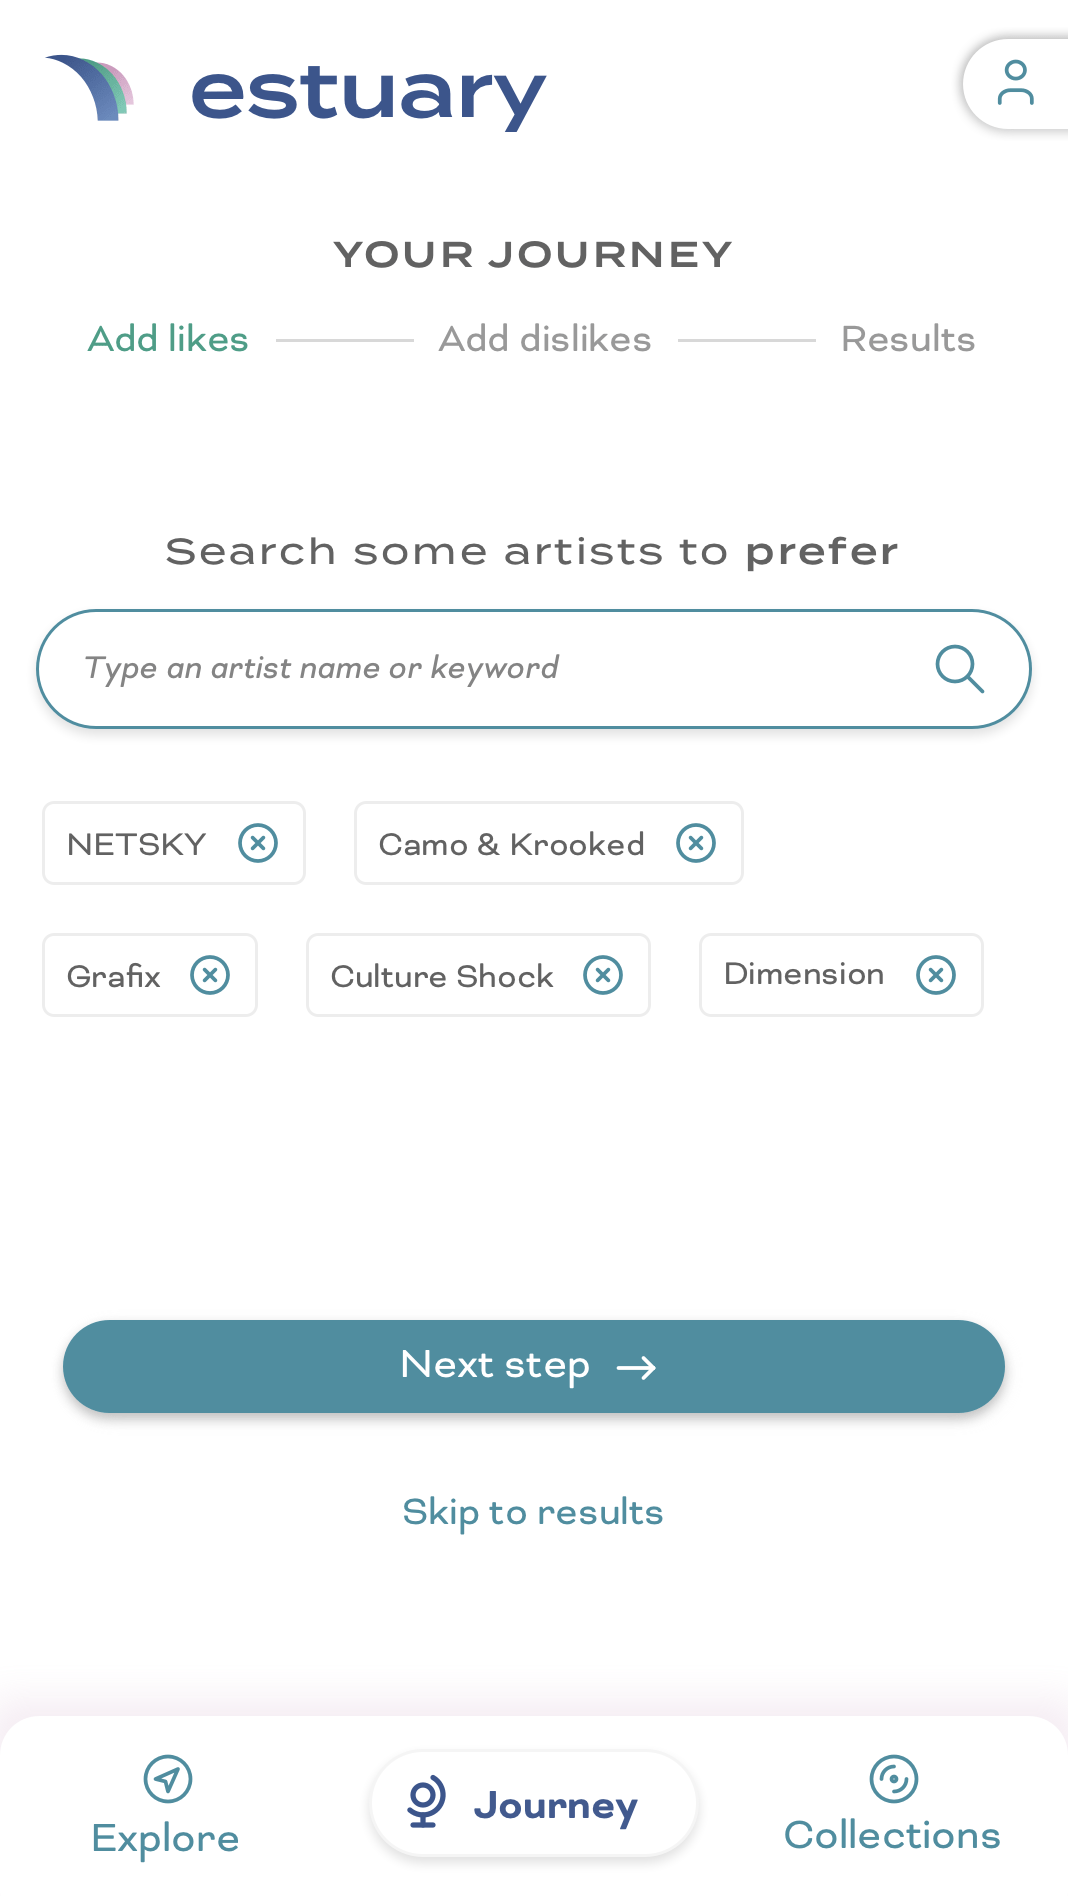 estuary
YOUR JOURNEY
Add likes Add dislikes Results
Search some artists to prefer
Type an artist name or keyword
NETSKY Camo & Krooked
Grafix Culture Shock Dimension
Next step →
Skip to results
Explore Journey Collections